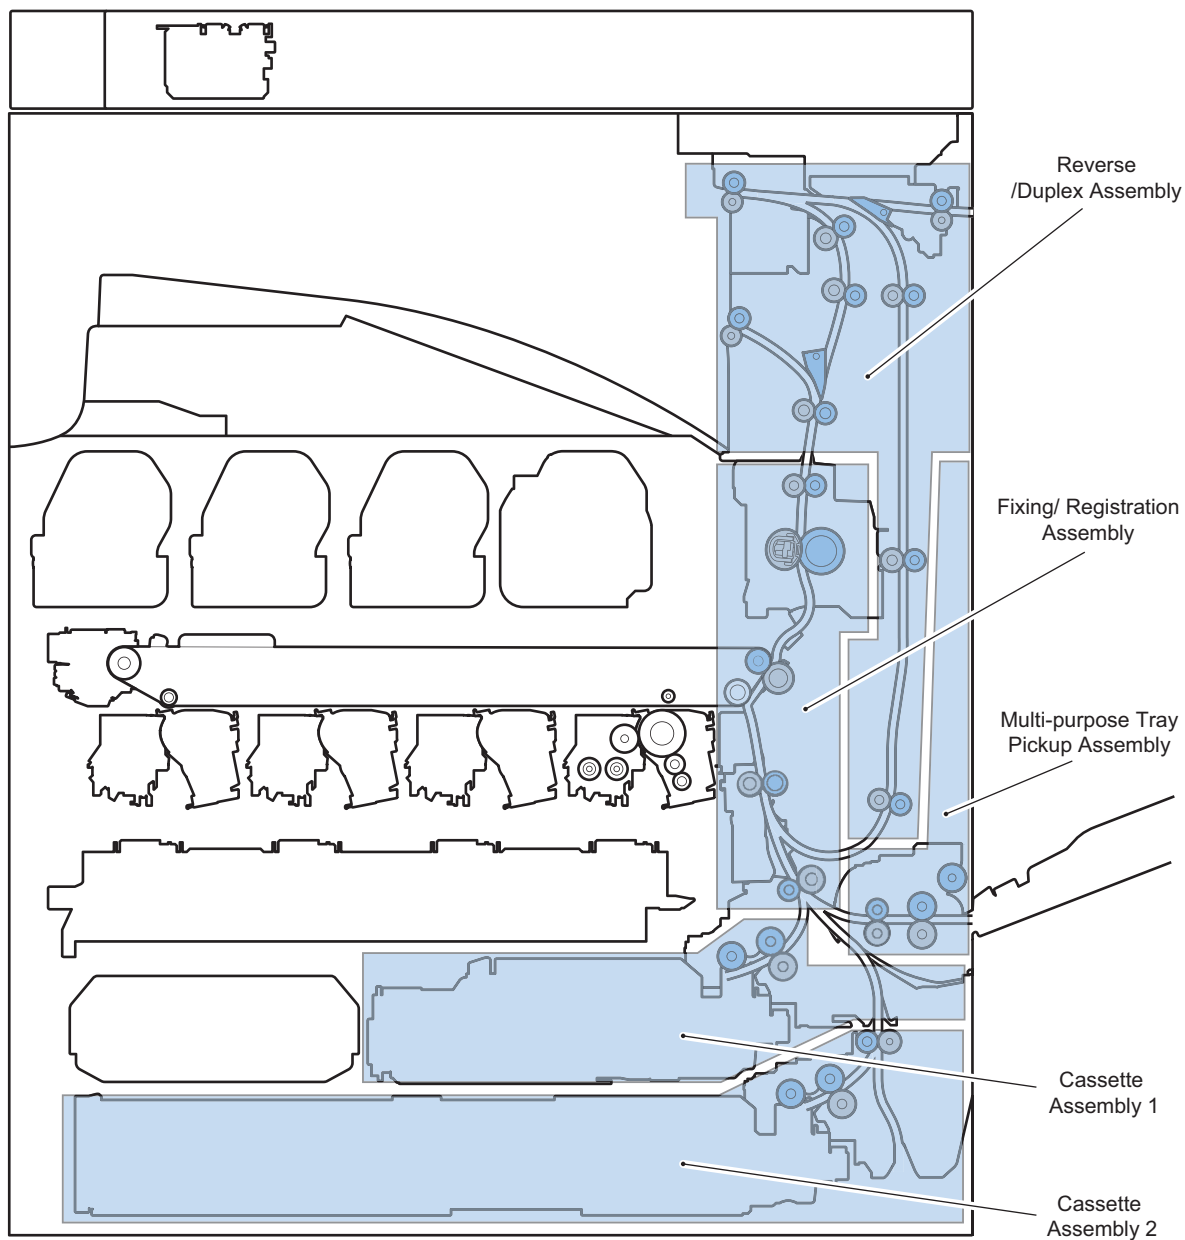 Reverse
/Duplex Assembly
Fixing/ Registration
Assembly
Multi-purpose Tray
Pickup Assembly
Cassette
Assembly 1
Cassette
Assembly 2